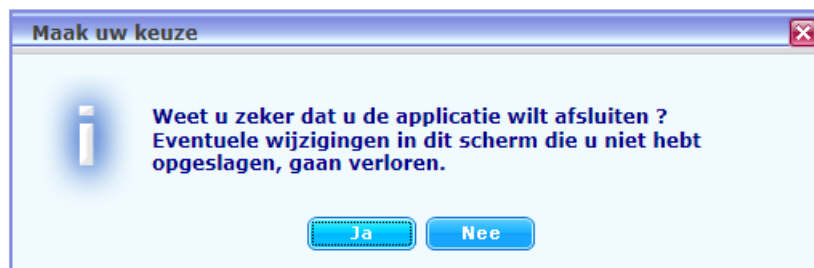 Maak uw keuze
Weet u zeker dat u de applicatie wilt afsluiten ?
Eventuele wijzigingen in dit scherm die u niet hebt
opgeslagen, gaan verloren.
Ja
Nee